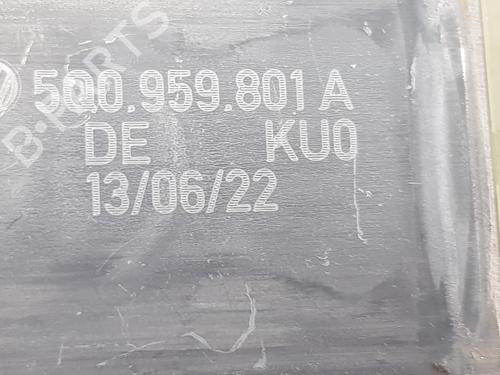 5Q0.959.801 A
DE KU0
13/06/22
B-PARTS